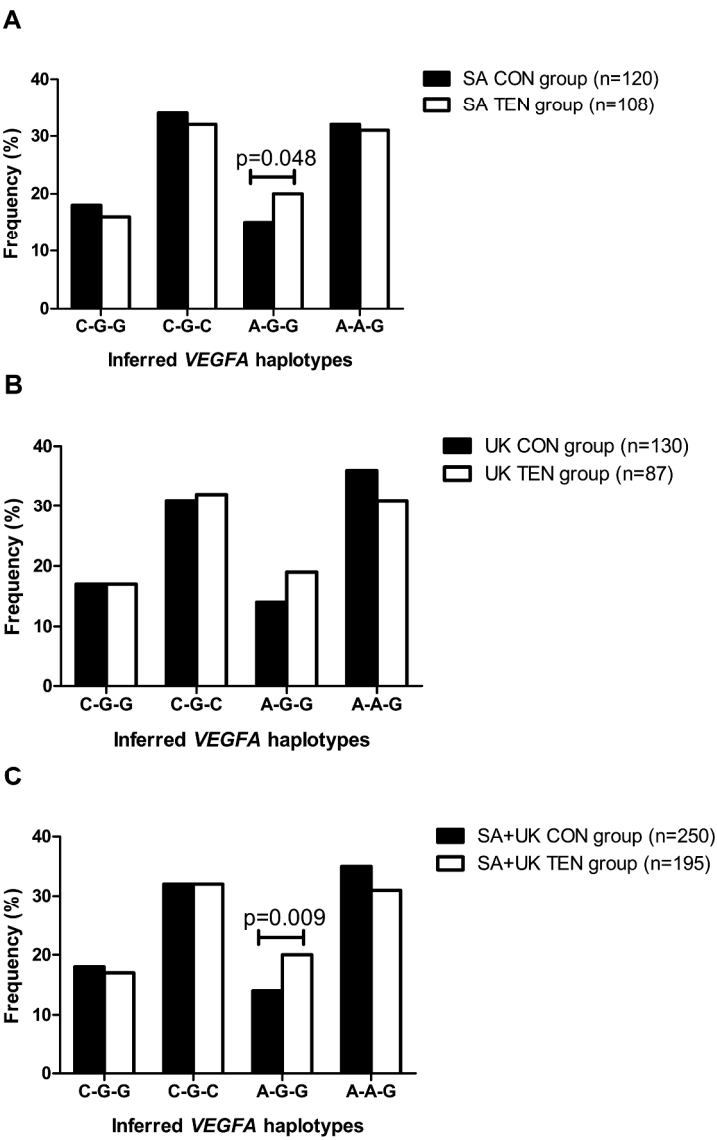 A
SA CON group (n=120)
SA TEN group (n=108)
Frequency (%)
40
30
20
10
0
p=0.048
C-G-G C-G-C A-G-G A-A-G
Inferred VEGFA haplotypes
B
UK CON group (n=130)
UK TEN group (n=87)
Frequency (%)
40
30
20
10
0
C-G-G C-G-C A-G-G A-A-G
Inferred VEGFA haplotypes
C
SA+UK CON group (n=250)
SA+UK TEN group (n=195)
Frequency (%)
40
30
20
10
0
p=0.009
C-G-G C-G-C A-G-G A-A-G
Inferred VEGFA haplotypes